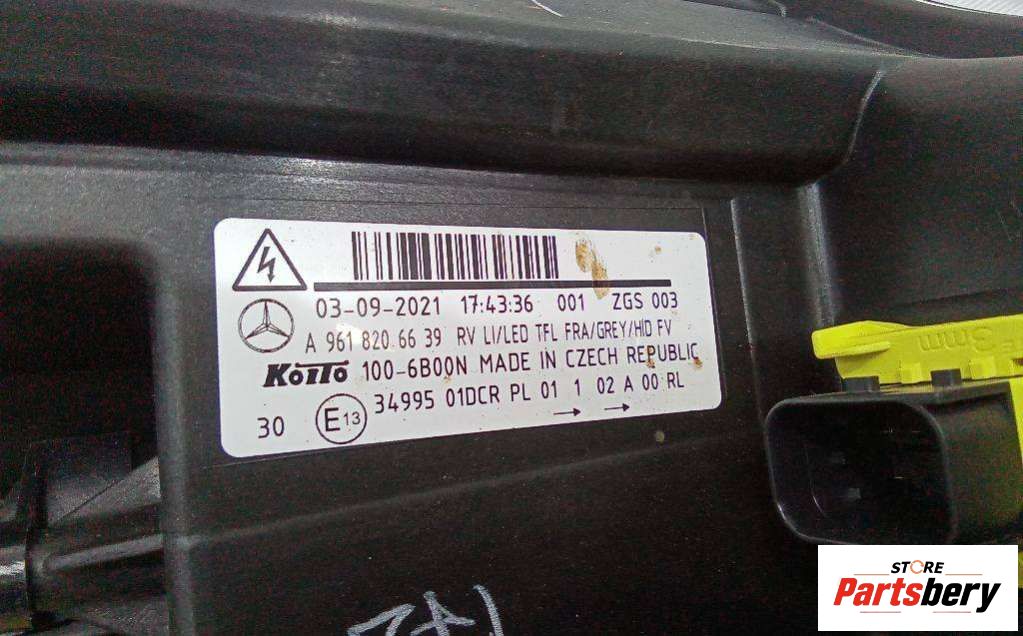 03-09-2021 17:43:36 001 ZGS 003
A 961 820 66 39 RV LI/LED TFL FRA/GREY/HID FV
KOITO 100-6B00N MADE IN CZECH REPUBLIC
30 E13 34995 01DCR PL 01 1 02 A 00 RL
→ →
3mm
STORE
Partsbery